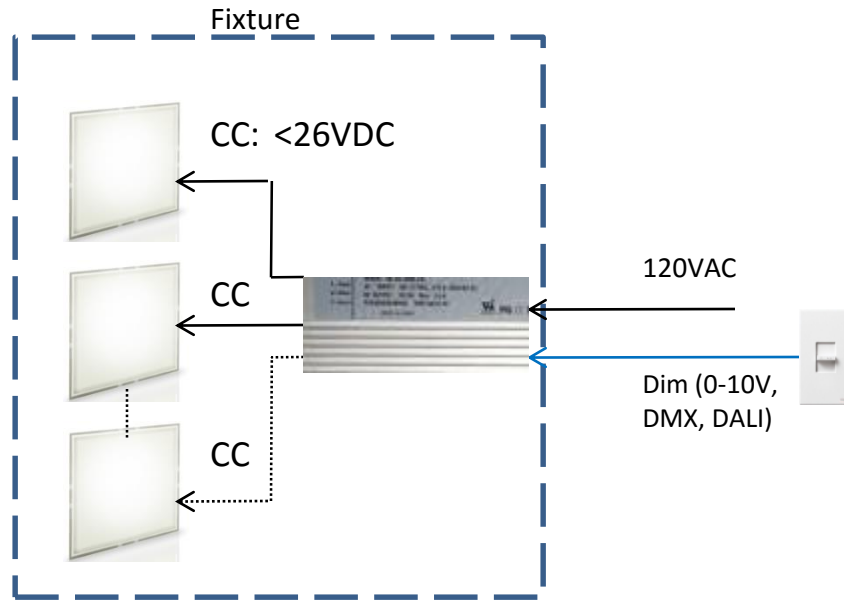 Fixture
CC: <26VDC
CC
120VAC
Dim (0-10V,
DMX, DALI)
CC